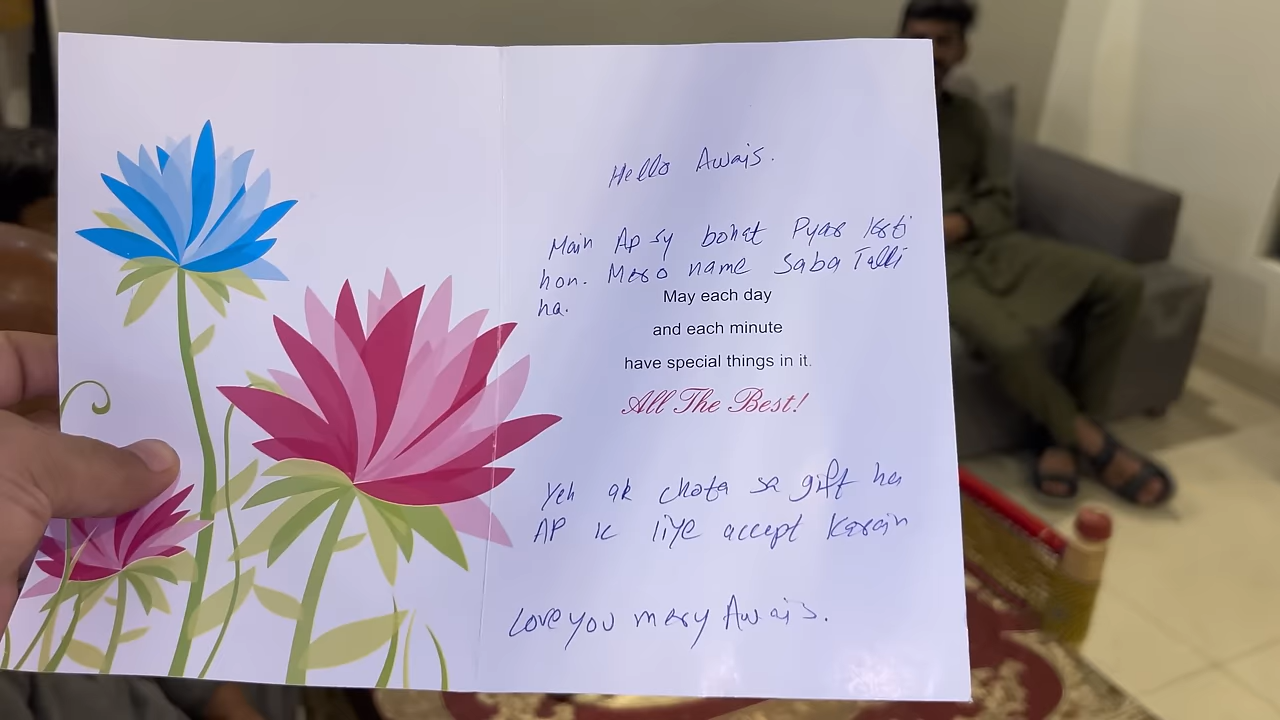 Hello Awais.
Main Ap sy bohat Pyar krti
hon. Mero name Saba Talli
ha.
May each day
and each minute
have special things in it.
All The Best!
Yeh ak chota sa gift ha
AP k liye accept Karain
Love you mery Awais.